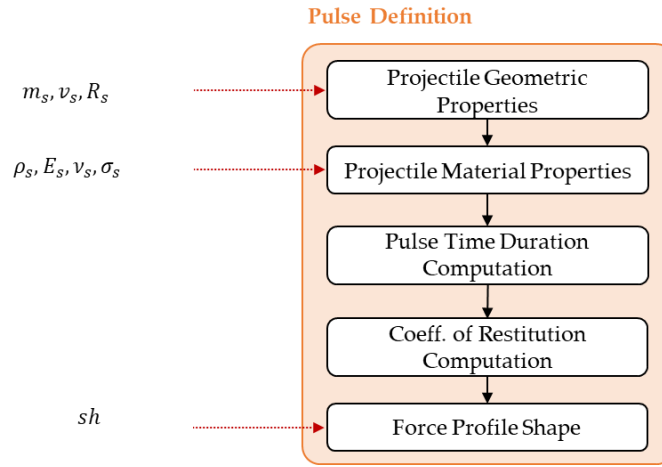 Pulse Definition
m_s, v_s, R_s
Projectile Geometric
Properties
ρ_s, E_s, ν_s, σ_s
Projectile Material Properties
Pulse Time Duration
Computation
Coeff. of Restitution
Computation
sh
Force Profile Shape